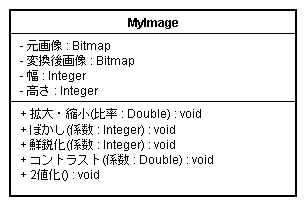 MyImage
- 元画像 : Bitmap
- 変換後画像 : Bitmap
- 幅 : Integer
- 高さ : Integer
+ 拡大・縮小(比率 : Double) : void
+ ぼかし(係数 : Integer) : void
+ 鮮鋭化(係数 : Integer) : void
+ コントラスト(係数 : Double) : void
+ 2値化() : void